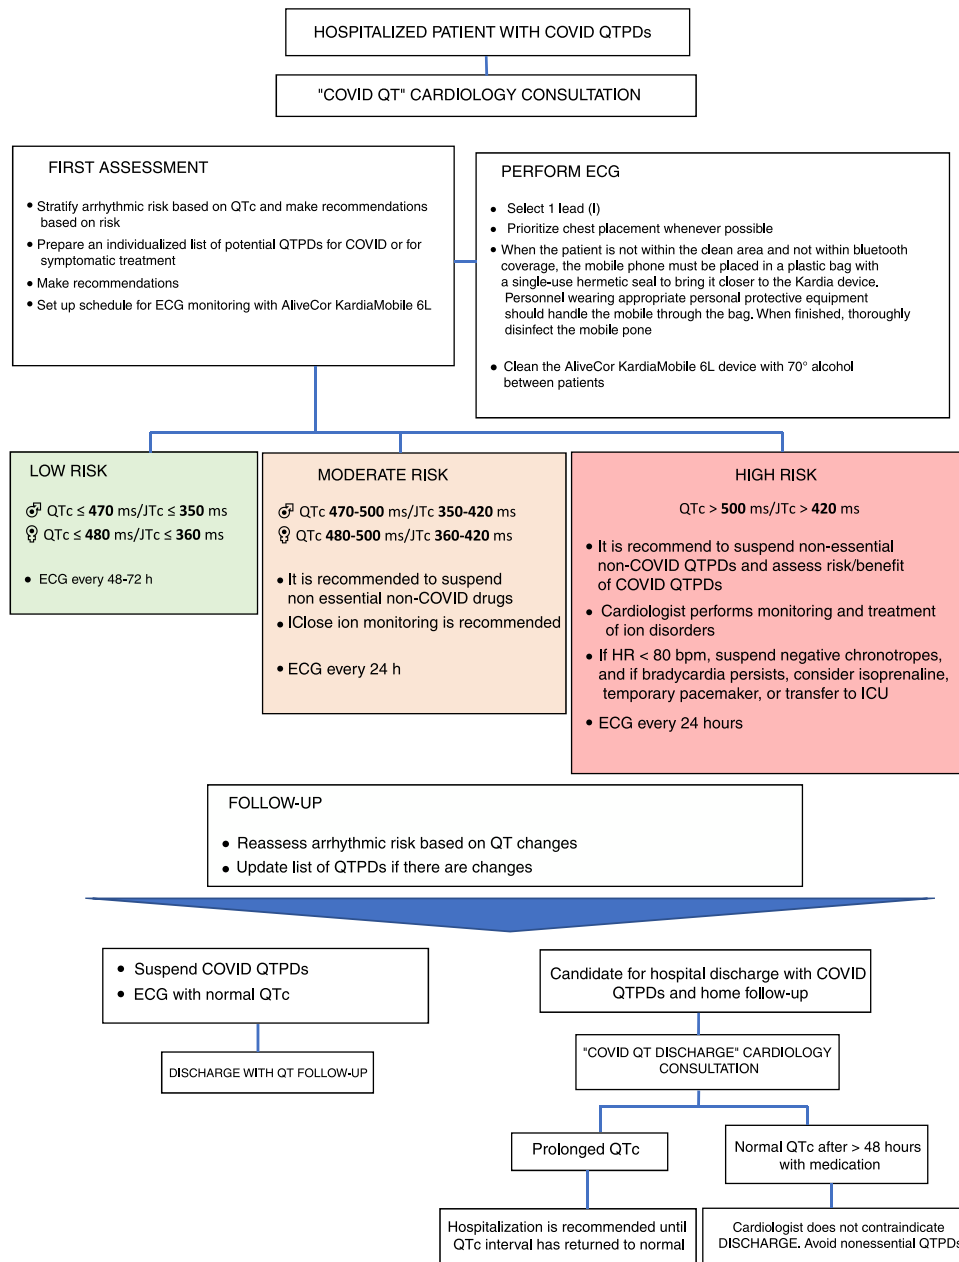 HOSPITALIZED PATIENT WITH COVID QTPDs
"COVID QT" CARDIOLOGY CONSULTATION
FIRST ASSESSMENT
• Stratify arrhythmic risk based on QTc and make recommendations
based on risk
• Prepare an individualized list of potential QTPDs for COVID or for
symptomatic treatment
• Make recommendations
• Set up schedule for ECG monitoring with AliveCor KardiaMobile 6L
PERFORM ECG
• Select 1 lead (I)
• Prioritize chest placement whenever possible
• When the patient is not within the clean area and not within bluetooth
coverage, the mobile phone must be placed in a plastic bag with
a single-use hermetic seal to bring it closer to the Kardia device.
Personnel wearing appropriate personal protective equipment
should handle the mobile through the bag. When finished, thoroughly
disinfect the mobile pone
• Clean the AliveCor KardiaMobile 6L device with 70° alcohol
between patients
LOW RISK
QTc ≤ 470 ms/JTc ≤ 350 ms
QTc ≤ 480 ms/JTc ≤ 360 ms
• ECG every 48-72 h
MODERATE RISK
QTc 470-500 ms/JTc 350-420 ms
QTc 480-500 ms/JTc 360-420 ms
• It is recommended to suspend
non essential non-COVID drugs
• IClose ion monitoring is recommended
• ECG every 24 h
HIGH RISK
QTc > 500 ms/JTc > 420 ms
• It is recommend to suspend non-essential
non-COVID QTPDs and assess risk/benefit
of COVID QTPDs
• Cardiologist performs monitoring and treatment
of ion disorders
• If HR < 80 bpm, suspend negative chronotropes,
and if bradycardia persists, consider isoprenaline,
temporary pacemaker, or transfer to ICU
• ECG every 24 hours
FOLLOW-UP
• Reassess arrhythmic risk based on QT changes
• Update list of QTPDs if there are changes
• Suspend COVID QTPDs
• ECG with normal QTc
DISCHARGE WITH QT FOLLOW-UP
Candidate for hospital discharge with COVID
QTPDs and home follow-up
"COVID QT DISCHARGE" CARDIOLOGY
CONSULTATION
Prolonged QTc
Normal QTc after > 48 hours
with medication
Hospitalization is recommended until
QTc interval has returned to normal
Cardiologist does not contraindicate
DISCHARGE. Avoid nonessential QTPDs